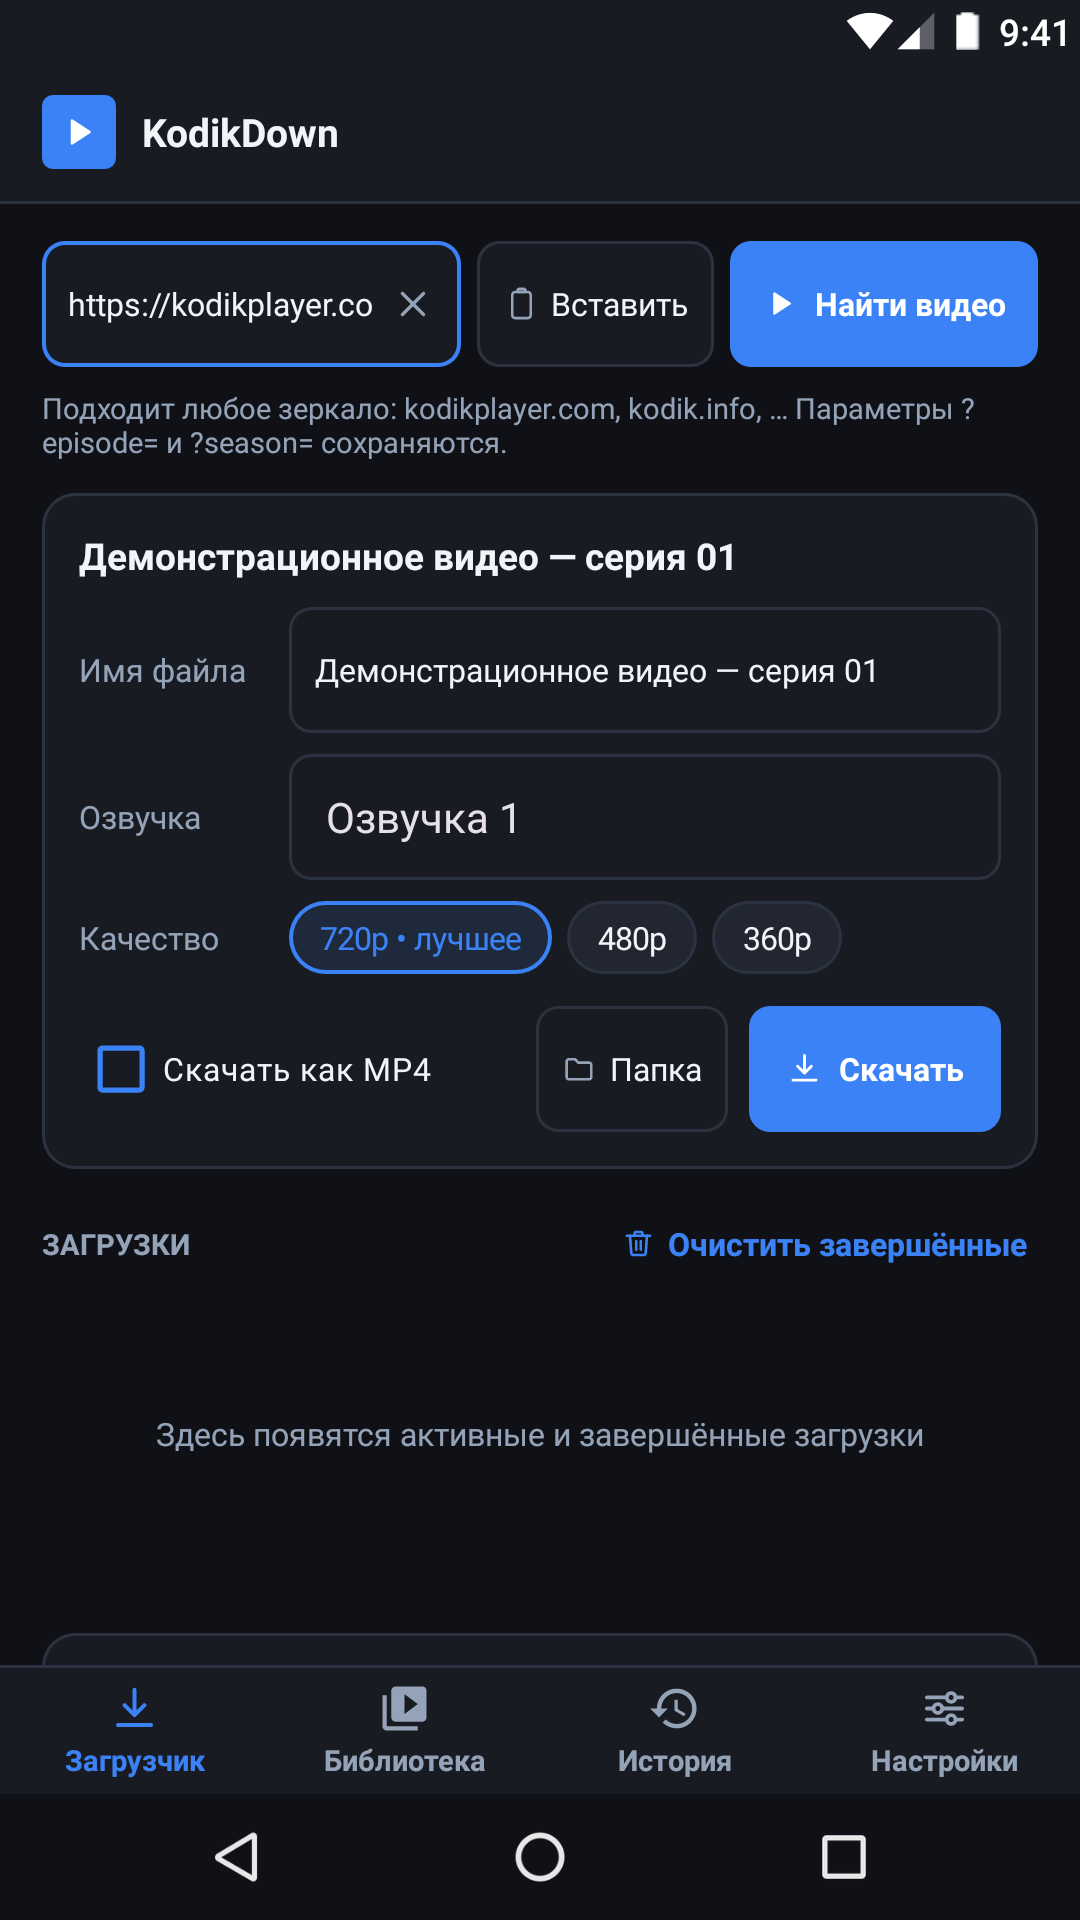 9:41
KodikDown
https://kodikplayer.co
Вставить
Найти видео
Подходит любое зеркало: kodikplayer.com, kodik.info, ... Параметры ?
episode= и ?season= сохраняются.
Демонстрационное видео — серия 01
Имя файла
Демонстрационное видео — серия 01
Озвучка
Озвучка 1
Качество
720p • лучшее
480p
360p
Скачать как MP4
Папка
Скачать
ЗАГРУЗКИ
Очистить завершённые
Здесь появятся активные и завершённые загрузки
Загрузчик
Библиотека
История
Настройки